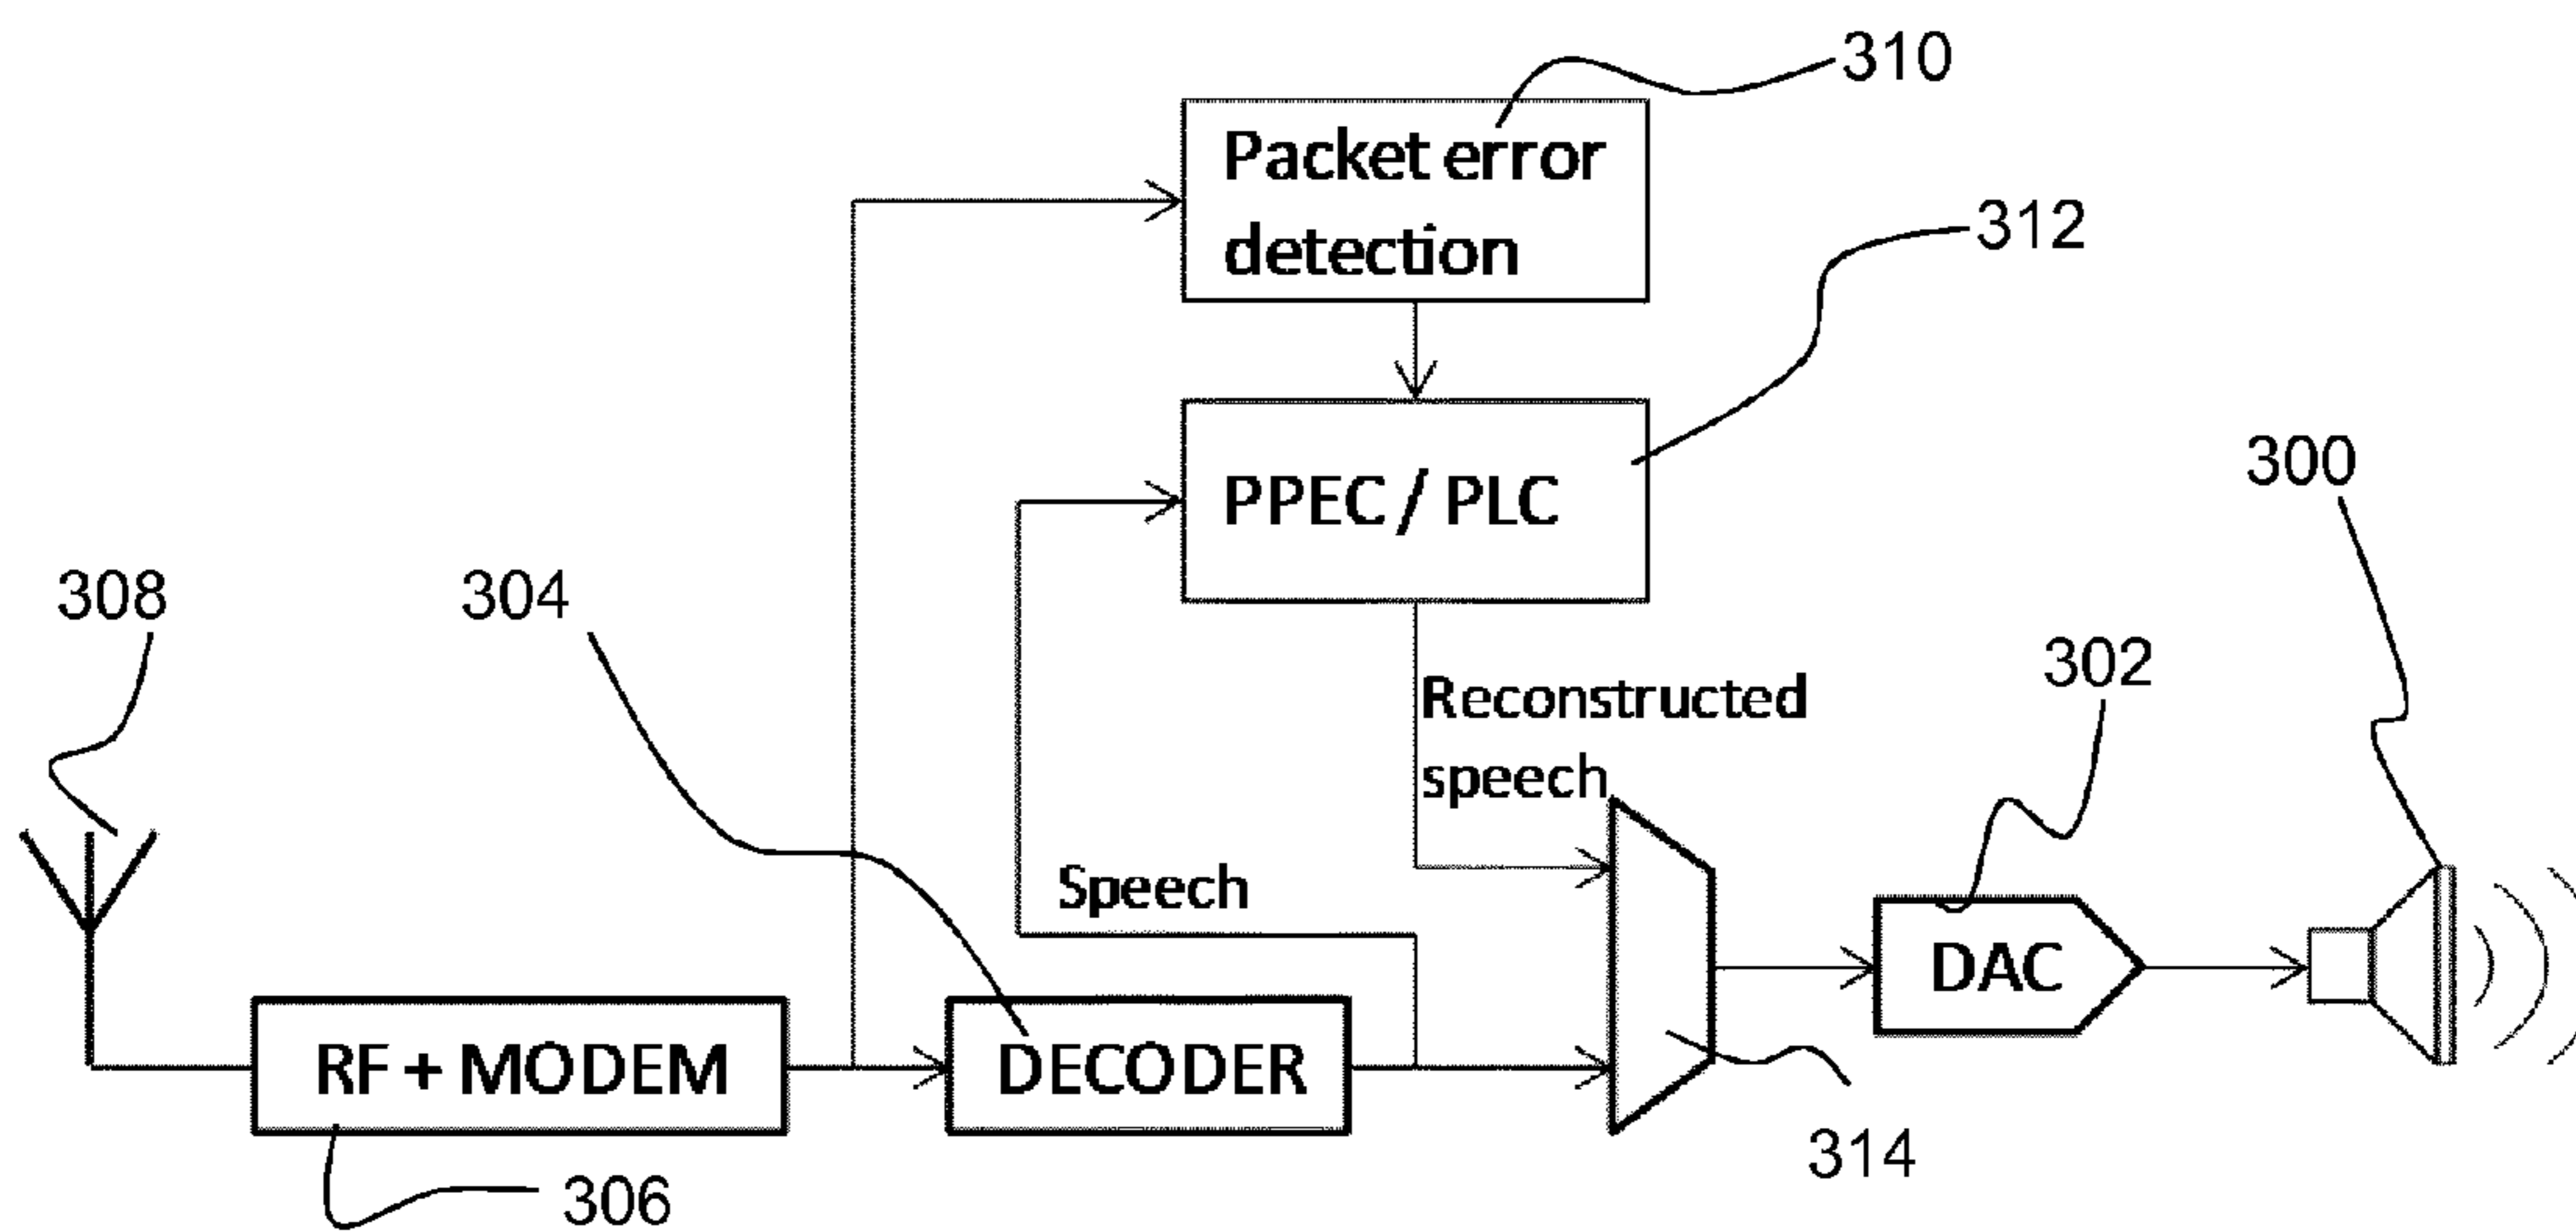 310
Packet error
detection
312
PPEC / PLC
300
308
304
302
Reconstructed
speech
Speech
DAC
RF + MODEM
DECODER
314
306